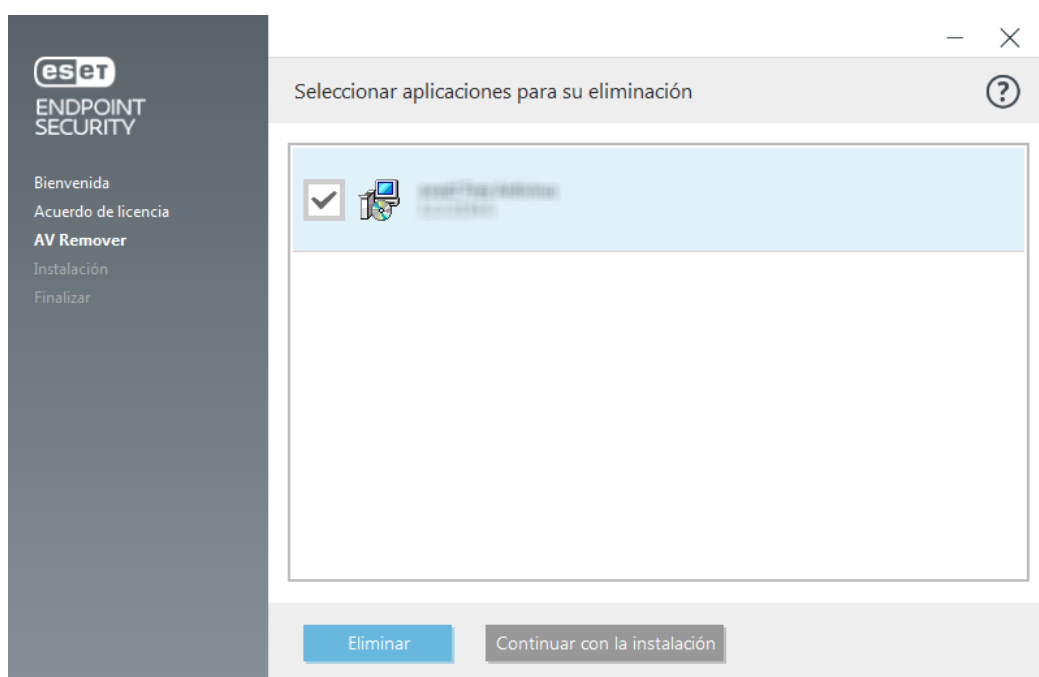 eset
ENDPOINT
SECURITY
Bienvenida
Acuerdo de licencia
AV Remover
Instalación
Finalizar
Seleccionar aplicaciones para su eliminación
?
Eliminar
Continuar con la instalación